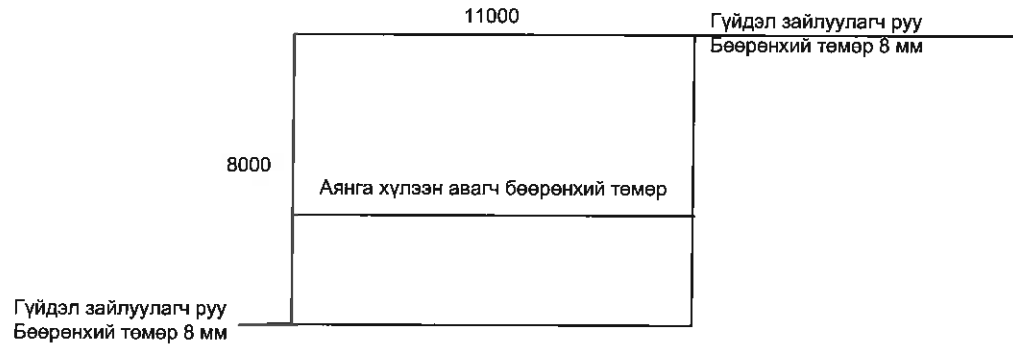 11000
Гүйдэл зайлуулагч руу
Бөөрөнхий төмөр 8 мм
8000
Аянга хүлээн авагч бөөрөнхий төмөр
Гүйдэл зайлуулагч руу
Бөөрөнхий төмөр 8 мм